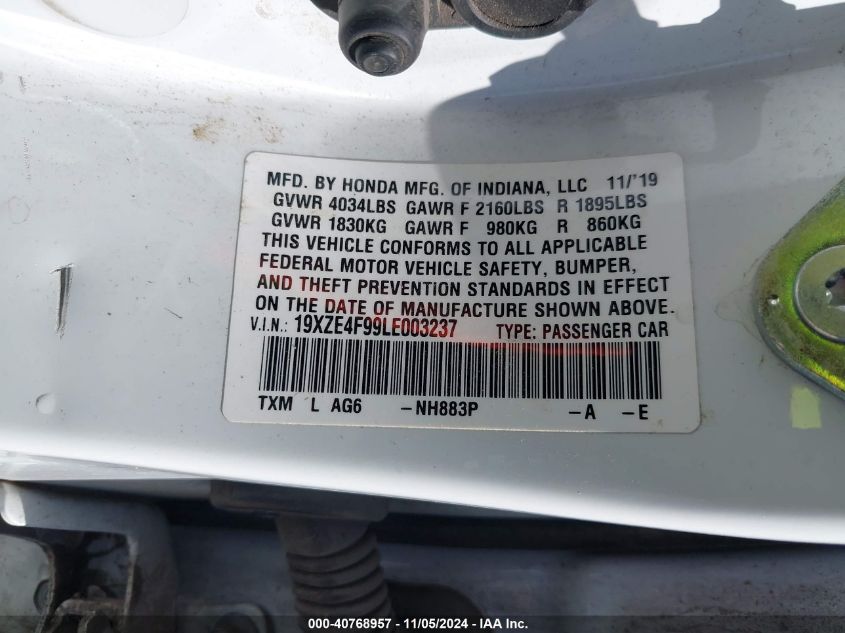 MFD. BY HONDA MFG. OF INDIANA, LLC 11/'19
GVWR 4034LBS GAWR F 2160LBS R 1895LBS
GVWR 1830KG GAWR F 980KG R 860KG
THIS VEHICLE CONFORMS TO ALL APPLICABLE
FEDERAL MOTOR VEHICLE SAFETY, BUMPER,
AND THEFT PREVENTION STANDARDS IN EFFECT
ON THE DATE OF MANUFACTURE SHOWN ABOVE.
V.I.N.: 19XZE4F99LE003237 TYPE: PASSENGER CAR
TXM L AG6 -NH883P -A -E
000-40768957 - 11/05/2024 - IAA Inc.